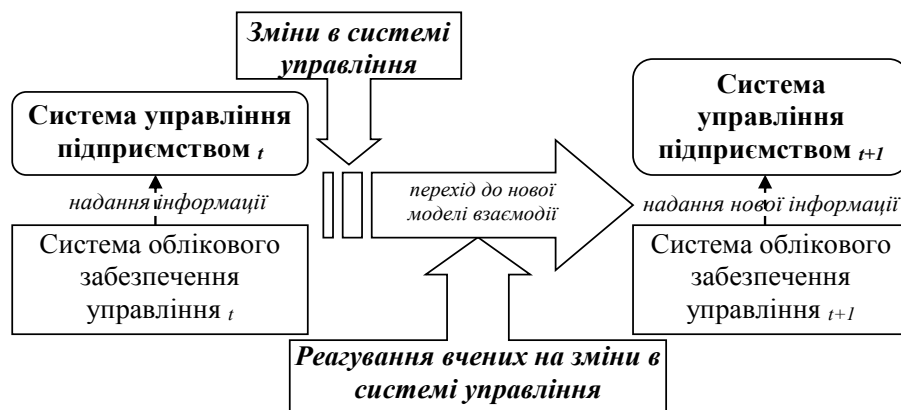 Зміни в системі
управління
Система управління
підприємством t
надання інформації
Система облікового
забезпечення
управління t
перехід до нової
моделі взаємодії
Реагування вчених на зміни в
системі управління
Система
управління
підприємством t+1
надання нової інформації
Система облікового
забезпечення
управління t+1